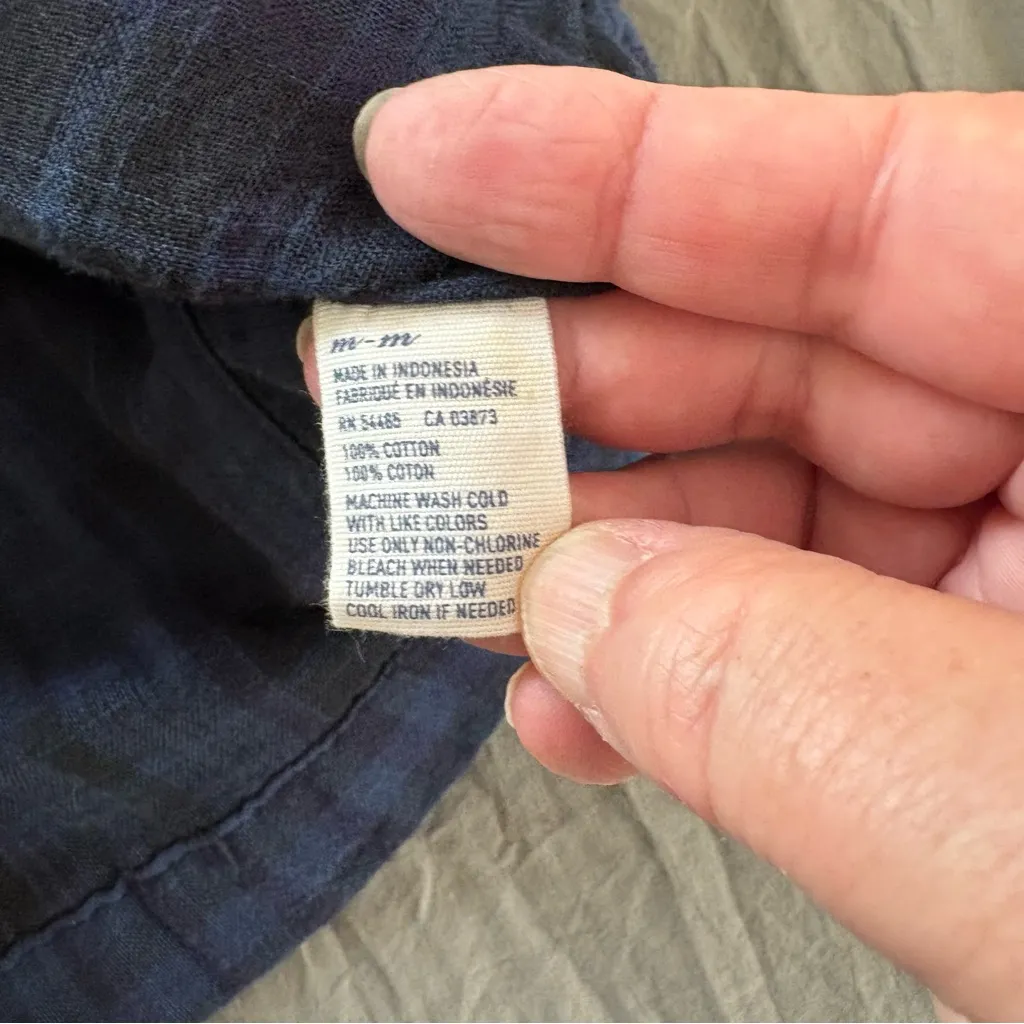 m-m
MADE IN INDONESIA
FABRIQUÉ EN INDONÉSIE
RN 54485 CA 03873
100% COTTON
100% COTON
MACHINE WASH COLD
WITH LIKE COLORS
USE ONLY NON-CHLORINE
BLEACH WHEN NEEDED
TUMBLE DRY LOW
COOL IRON IF NEEDED